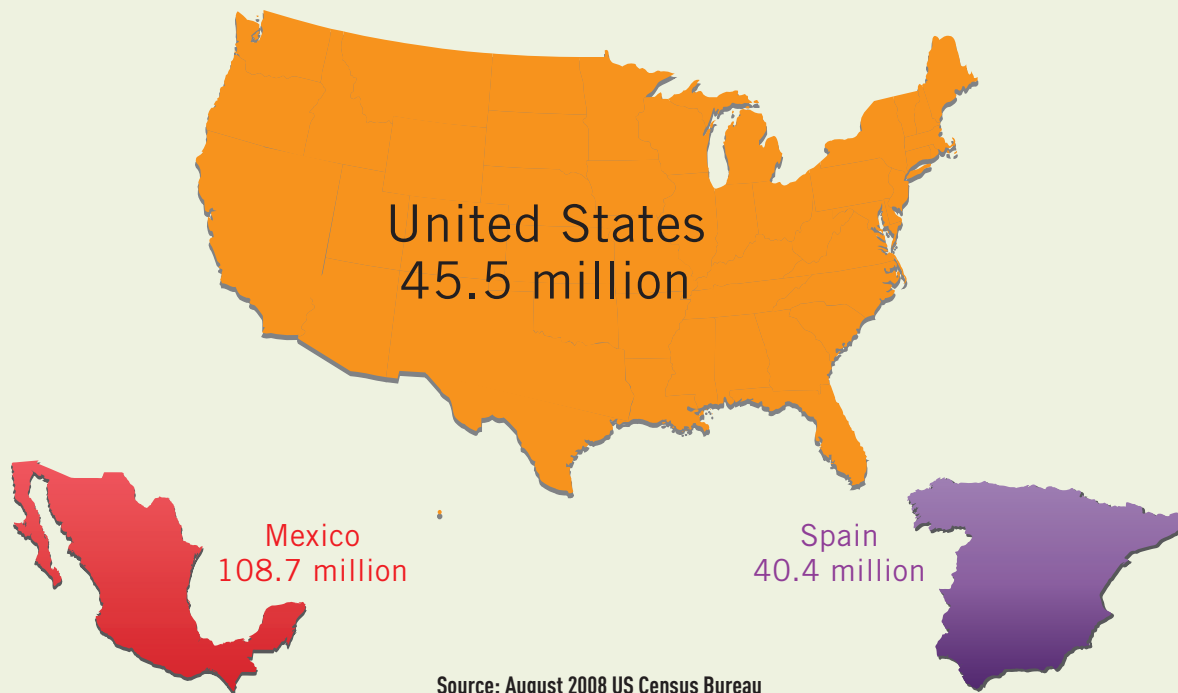 United States
45.5 million
Mexico
108.7 million
Spain
40.4 million
Source: August 2008 US Census Bureau